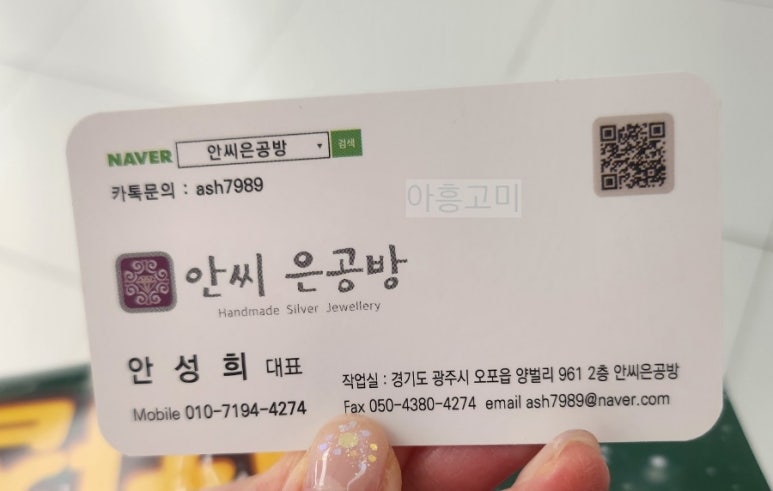 NAVER 안씨은공방 검색
카톡문의 : ash7989
아흥고미
안씨 은공방
Handmade Silver Jewellery
안 성 희 대표
Mobile 010-7194-4274
작업실 : 경기도 광주시 오포읍 양벌리 961 2층 안씨은공방
Fax 050-4380-4274 email ash7989@naver.com